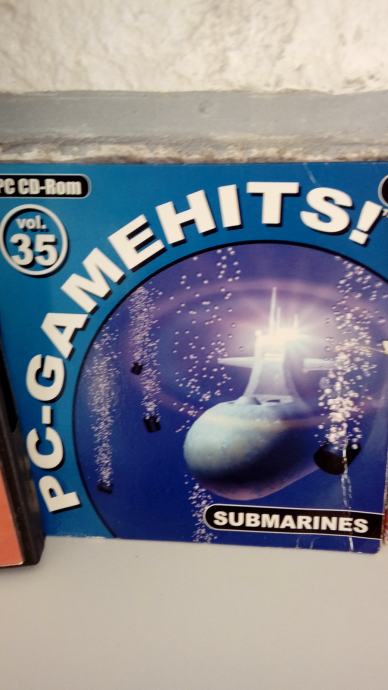 PC CD-Rom
vol.
35
PC-GAMEHITS!
SUBMARINES